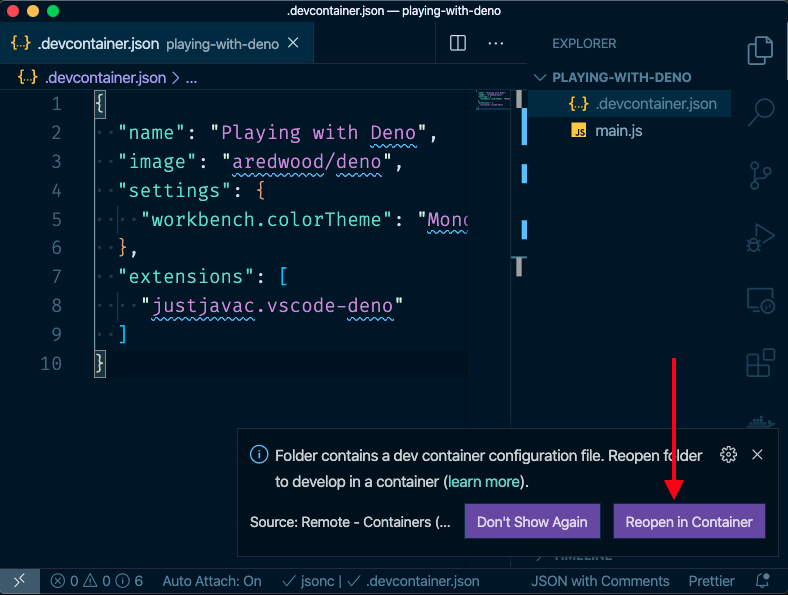 .devcontainer.json — playing-with-deno
{..} .devcontainer.json playing-with-deno
{..} .devcontainer.json > ...
1 {
2 "name": "Playing with Deno",
3 "image": "aredwood/deno",
4 "settings": {
5 "workbench.colorTheme": "Mono
6 },
7 "extensions": [
8 "justjavac.vscode-deno"
9 ]
10 }
EXPLORER
PLAYING-WITH-DENO
{..} .devcontainer.json
JS main.js
Folder contains a dev container configuration file. Reopen folder
to develop in a container (learn more).
Source: Remote - Containers (...
Don't Show Again
Reopen in Container
TIMELINE
0 0 6 Auto Attach: On jsonc | .devcontainer.json JSON with Comments Prettier